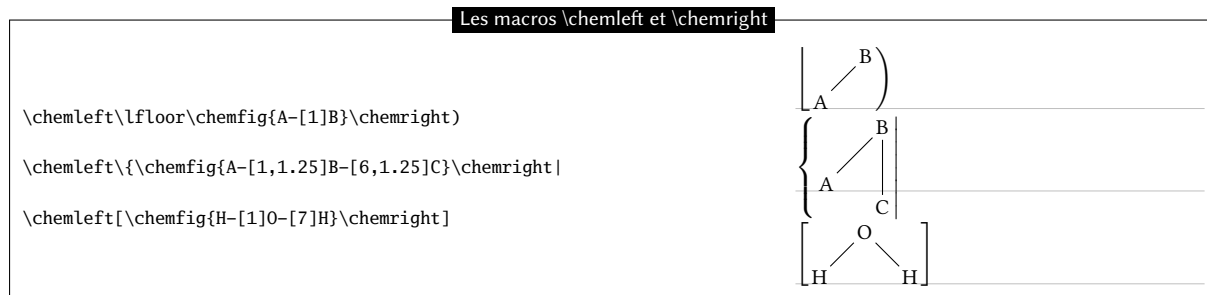 Les macros \chemleft et \chemright
\chemleft\lfloor\chemfig{A-[1]B}\chemright)
\chemleft\{\chemfig{A-[1,1.25]B-[6,1.25]C}\chemright|
\chemleft[\chemfig{H-[1]O-[7]H}\chemright]
B
A
B
A
C
O
H H